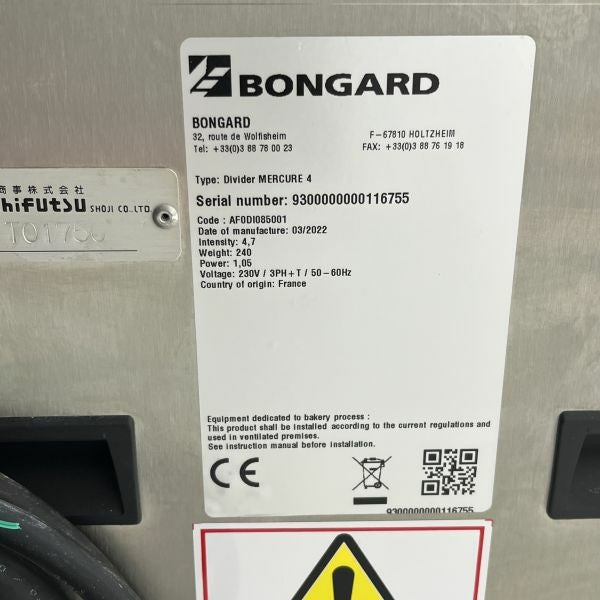 BONGARD
BONGARD
32, route de Wolfisheim
Tel: +33(0)3 88 78 00 23
F-67810 HOLTZHEIM
FAX: +33(0)3 88 76 19 18
Type: Divider MERCURE 4
Serial number: 9300000000116755
Code : AF0DI085001
Date of manufacture: 03/2022
Intensity: 4,7
Weight: 240
Power: 1,05
Voltage: 230V / 3PH+T / 50-60Hz
Country of origin: France
Equipment dedicated to bakery process :
This product shall be installed according to the current regulations and
used in ventilated premises.
See instruction manual before installation.
CE
9300000000116755
商事株式会社
hifutsu SHOJI CO.,LTD.